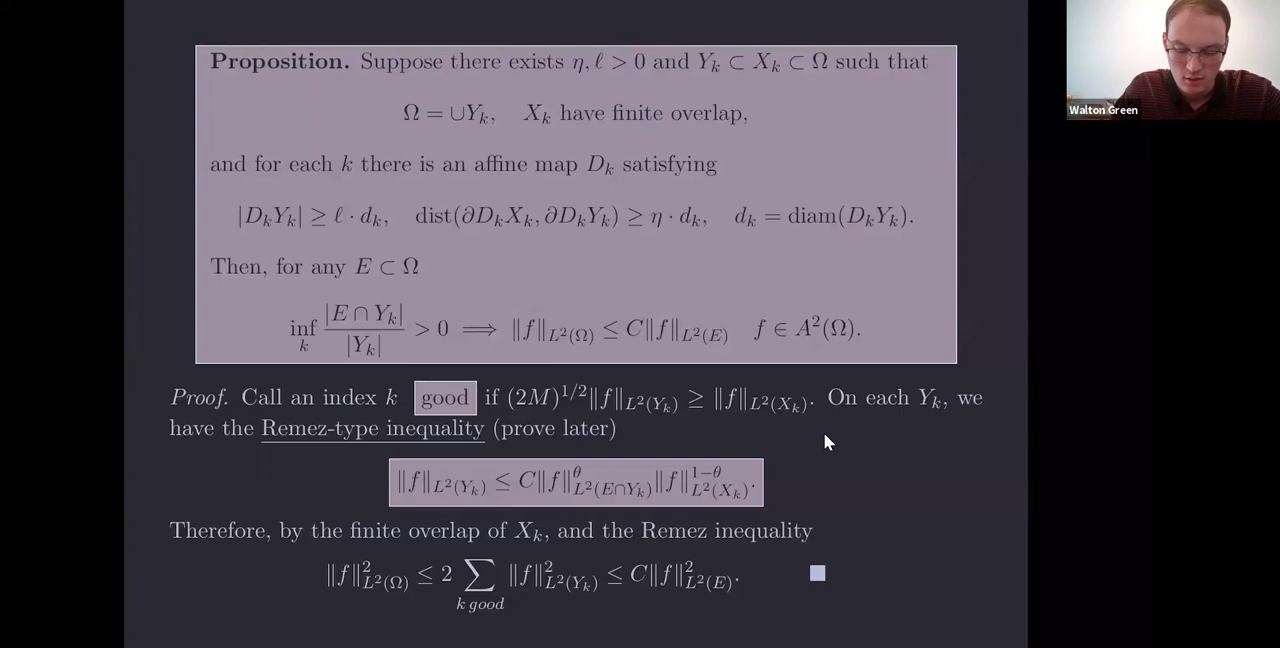 Proposition. Suppose there exists η, ℓ > 0 and Y_k ⊂ X_k ⊂ Ω such that
Ω = ∪Y_k, X_k have finite overlap,
and for each k there is an affine map D_k satisfying
|D_kY_k| ≥ ℓ · d_k, dist(∂D_kX_k, ∂D_kY_k) ≥ η · d_k, d_k = diam(D_kY_k).
Then, for any E ⊂ Ω
inf_k |E ∩ Y_k| / |Y_k| > 0 ⟹ ‖f‖_{L²(Ω)} ≤ C‖f‖_{L²(E)} f ∈ A²(Ω).
Proof. Call an index k good if (2M)^{1/2}‖f‖_{L²(Y_k)} ≥ ‖f‖_{L²(X_k)}. On each Y_k, we
have the Remez-type inequality (prove later)
‖f‖_{L²(Y_k)} ≤ C‖f‖^θ_{L²(E∩Y_k)}‖f‖^{1−θ}_{L²(X_k)}.
Therefore, by the finite overlap of X_k, and the Remez inequality
‖f‖²_{L²(Ω)} ≤ 2 ∑_{k good} ‖f‖²_{L²(Y_k)} ≤ C‖f‖²_{L²(E)}. ■
Walton Green